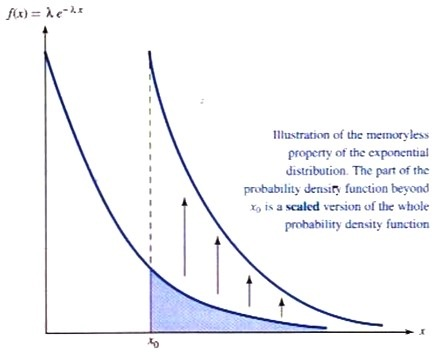 f(x) = λ e^{-λx}
Illustration of the memoryless
property of the exponential
distribution. The part of the
probability density function beyond
x₀ is a scaled version of the whole
probability density function
x
x₀